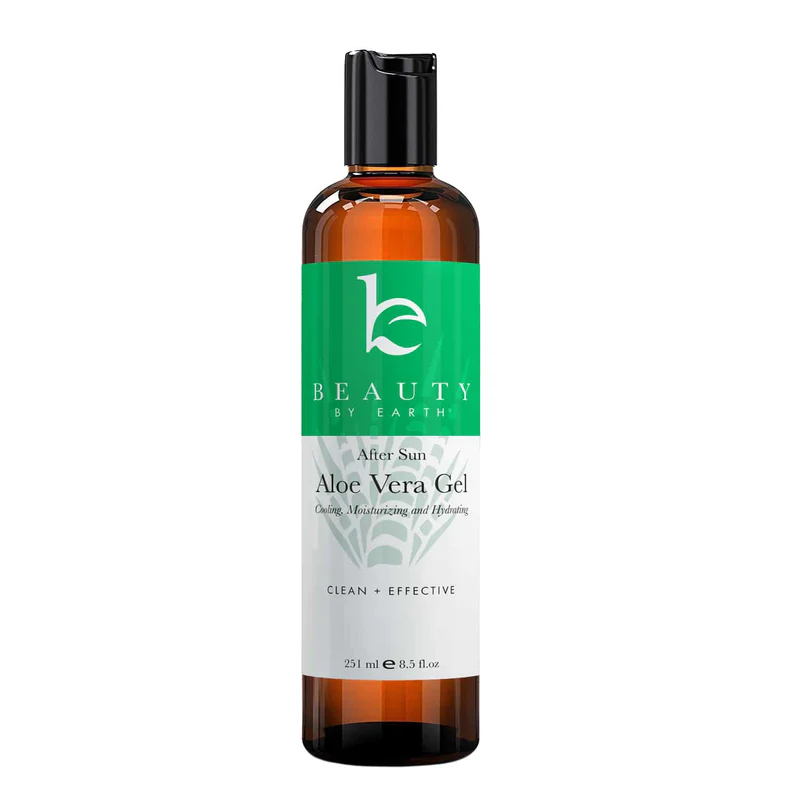 be
BEAUTY
BY EARTH®
After Sun
Aloe Vera Gel
Cooling, Moisturizing and Hydrating
CLEAN + EFFECTIVE
251 ml ℮ 8.5 fl.oz